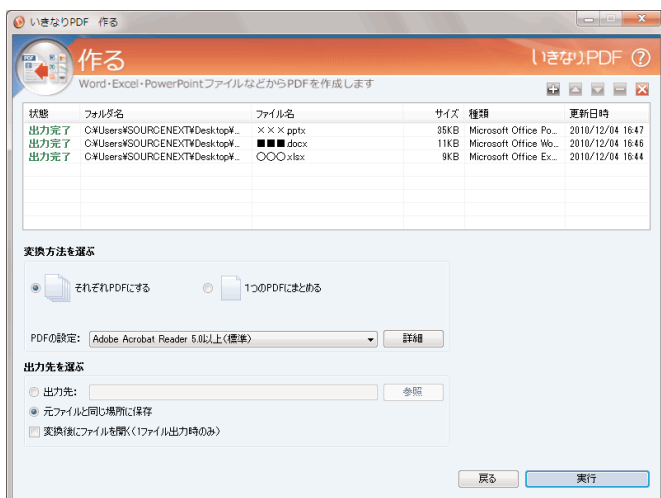 いきなりPDF 作る
作る
いきなりPDF ?
Word・Excel・PowerPointファイルなどからPDFを作成します
状態 フォルダ名 ファイル名 サイズ 種類 更新日時
出力完了 C:¥Users¥SOURCENEXT¥Desktop¥... ×××.pptx 35KB Microsoft Office Po... 2010/12/04 16:47
出力完了 C:¥Users¥SOURCENEXT¥Desktop¥... ■■■.docx 11KB Microsoft Office Wo... 2010/12/04 16:46
出力完了 C:¥Users¥SOURCENEXT¥Desktop¥... ○○○.xlsx 9KB Microsoft Office Ex... 2010/12/04 16:44
変換方法を選ぶ
それぞれPDFにする 1つのPDFにまとめる
PDFの設定: Adobe Acrobat Reader 5.0以上(標準) 詳細
出力先を選ぶ
出力先: 参照
元ファイルと同じ場所に保存
変換後にファイルを開く(1ファイル出力時のみ)
戻る 実行